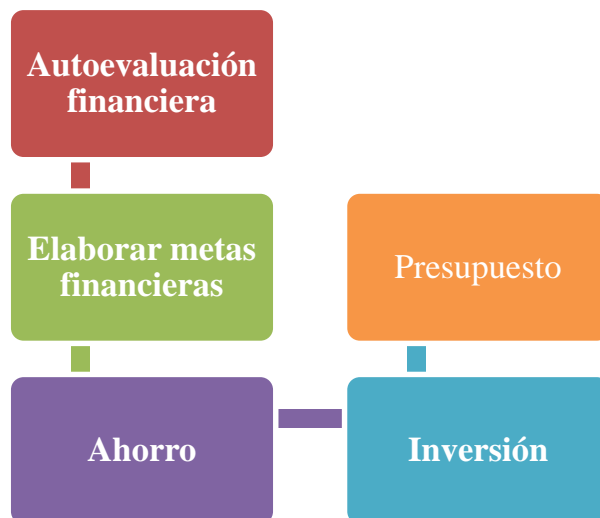 Autoevaluación
financiera
Elaborar metas
financieras
Ahorro
Inversión
Presupuesto